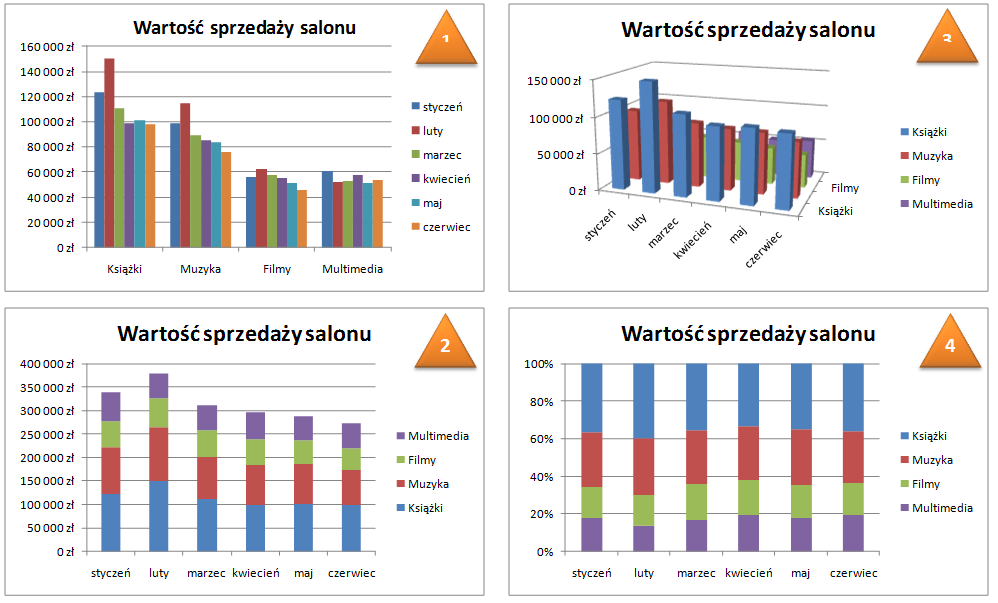 Wartość sprzedaży salonu
1
160 000 zł
140 000 zł
120 000 zł
100 000 zł
80 000 zł
60 000 zł
40 000 zł
20 000 zł
0 zł
Książki Muzyka Filmy Multimedia
styczeń
luty
marzec
kwiecień
maj
czerwiec
Wartość sprzedaży salonu
3
150 000 zł
100 000 zł
50 000 zł
0 zł
styczeń
luty
marzec
kwiecień
maj
czerwiec
Filmy
Książki
Książki
Muzyka
Filmy
Multimedia
Wartość sprzedaży salonu
2
400 000 zł
350 000 zł
300 000 zł
250 000 zł
200 000 zł
150 000 zł
100 000 zł
50 000 zł
0 zł
styczeń luty marzec kwiecień maj czerwiec
Multimedia
Filmy
Muzyka
Książki
Wartość sprzedaży salonu
4
100%
80%
60%
40%
20%
0%
styczeń luty marzec kwiecień maj czerwiec
Książki
Muzyka
Filmy
Multimedia